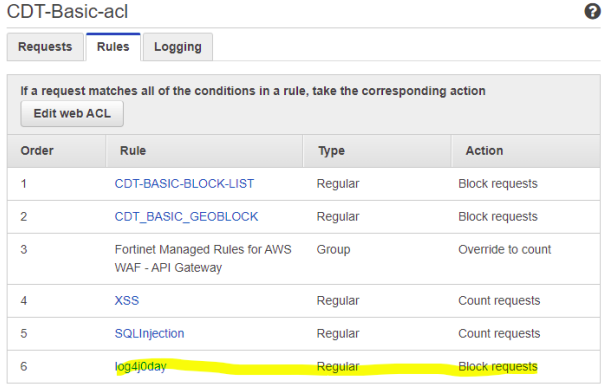 CDT-Basic-acl ?
Requests Rules Logging
If a request matches all of the conditions in a rule, take the corresponding action
Edit web ACL
Order Rule Type Action
1 CDT-BASIC-BLOCK-LIST Regular Block requests
2 CDT_BASIC_GEOBLOCK Regular Block requests
3 Fortinet Managed Rules for AWS Group Override to count
WAF - API Gateway
4 XSS Regular Count requests
5 SQLInjection Regular Count requests
6 log4j0day Regular Block requests